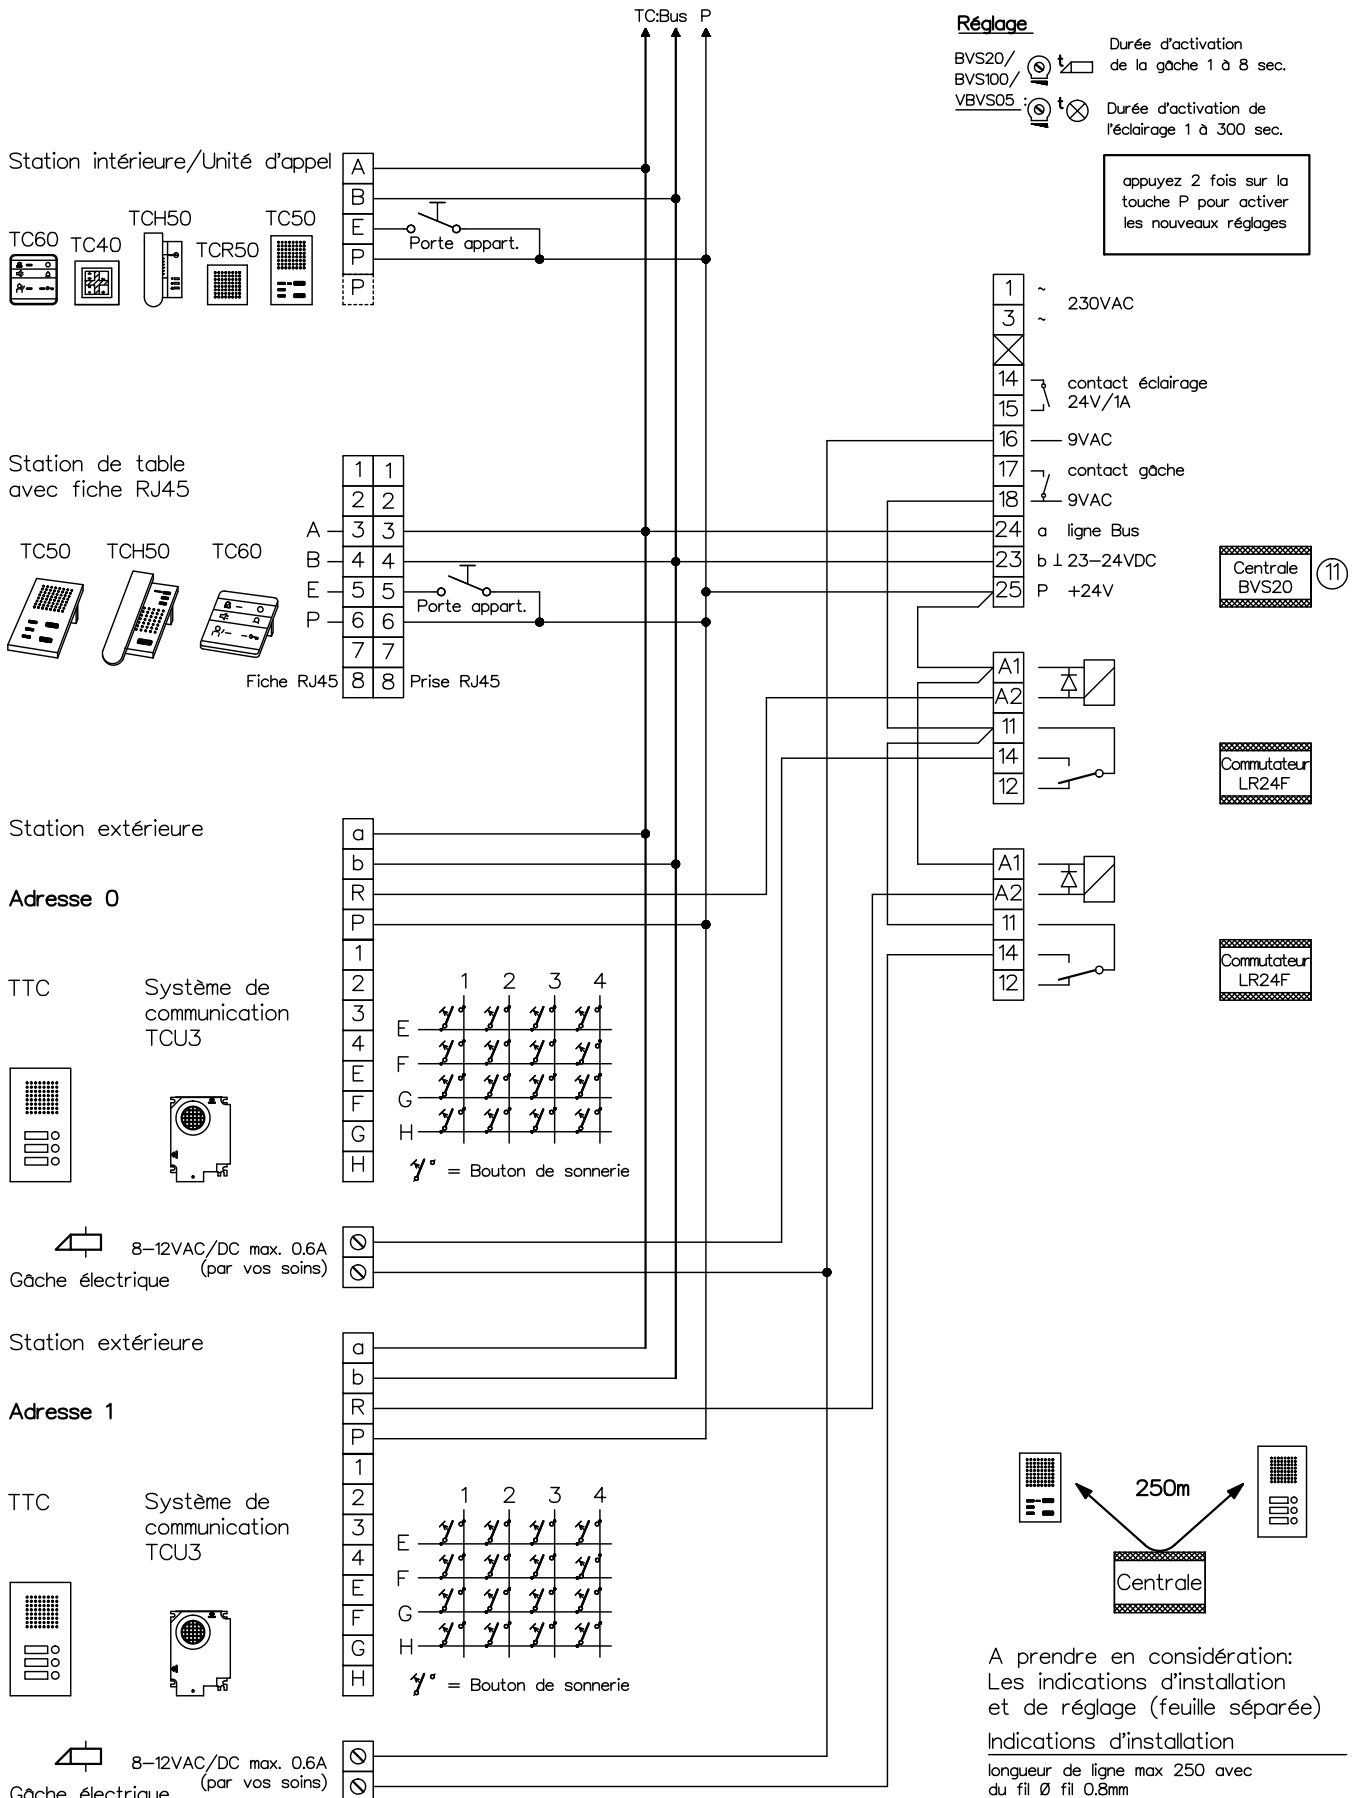 TC:Bus P
Réglage
BVS20/
BVS100/
VBVS05 :
t
Durée d'activation
de la gâche 1 à 8 sec.
t
Durée d'activation de
l'éclairage 1 à 300 sec.
appuyez 2 fois sur la
touche P pour activer
les nouveaux réglages
Station intérieure/Unité d'appel
TC60
TC40
TCH50
TCR50
TC50
A
B
E
P
P
Porte appart.
1 ~
230VAC
3 ~
14
contact éclairage
24V/1A
15
16 9VAC
17 contact gâche
18 9VAC
24 a ligne Bus
23 b ⊥ 23–24VDC
25 P +24V
Centrale
BVS20
11
Station de table
avec fiche RJ45
TC50
TCH50
TC60
1 1
2 2
A 3 3
B 4 4
E 5 5
P 6 6
7 7
Fiche RJ45 8 8 Prise RJ45
Porte appart.
A1
A2
11
14
12
Commutateur
LR24F
A1
A2
11
14
12
Commutateur
LR24F
Station extérieure
Adresse 0
TTC
Système de
communication
TCU3
a
b
R
P
1
2
3
4
E
F
G
H
1 2 3 4
E
F
G
H
= Bouton de sonnerie
8–12VAC/DC max. 0.6A
(par vos soins)
Gâche électrique
Station extérieure
Adresse 1
TTC
Système de
communication
TCU3
a
b
R
P
1
2
3
4
E
F
G
H
1 2 3 4
E
F
G
H
= Bouton de sonnerie
8–12VAC/DC max. 0.6A
(par vos soins)
Gâche électrique
250m
Centrale
A prendre en considération:
Les indications d'installation
et de réglage (feuille séparée)
Indications d'installation
longueur de ligne max 250 avec
du fil Ø fil 0.8mm